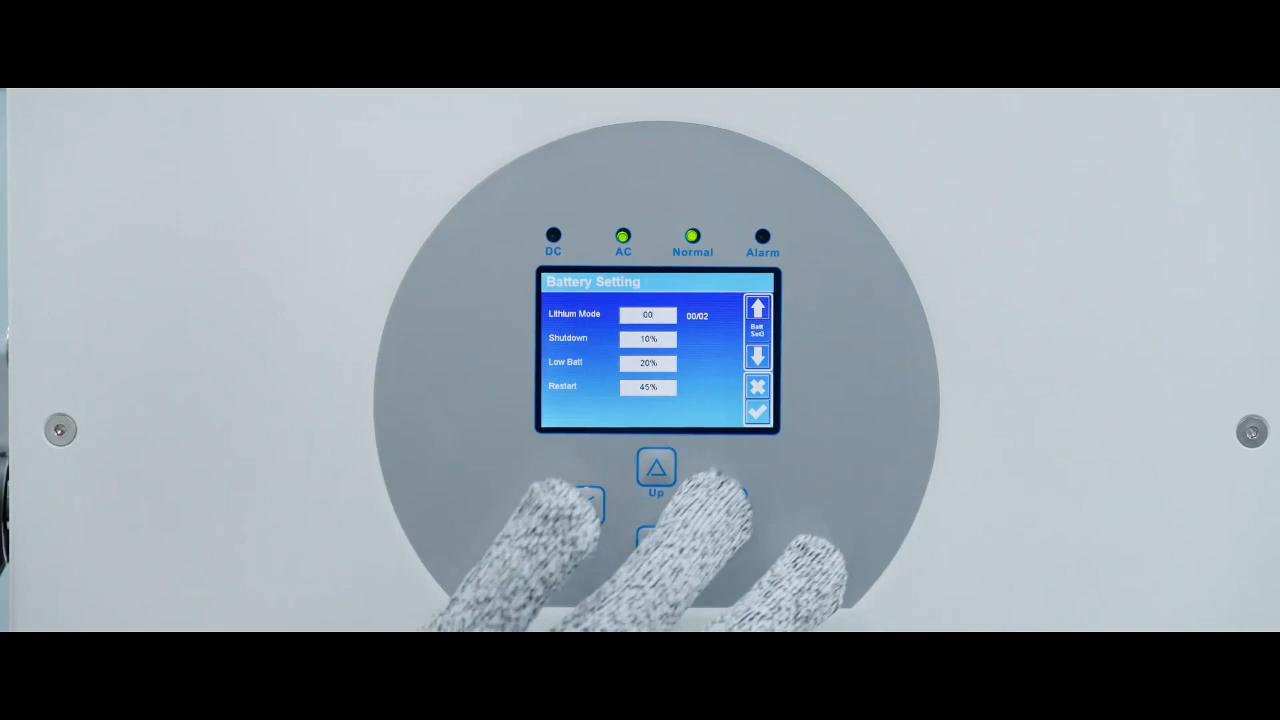 DC AC Normal Alarm
Battery Setting
Lithium Mode 00 00/02
Shutdown 10%
Low Batt 20%
Restart 45%
Batt
Set3
Up